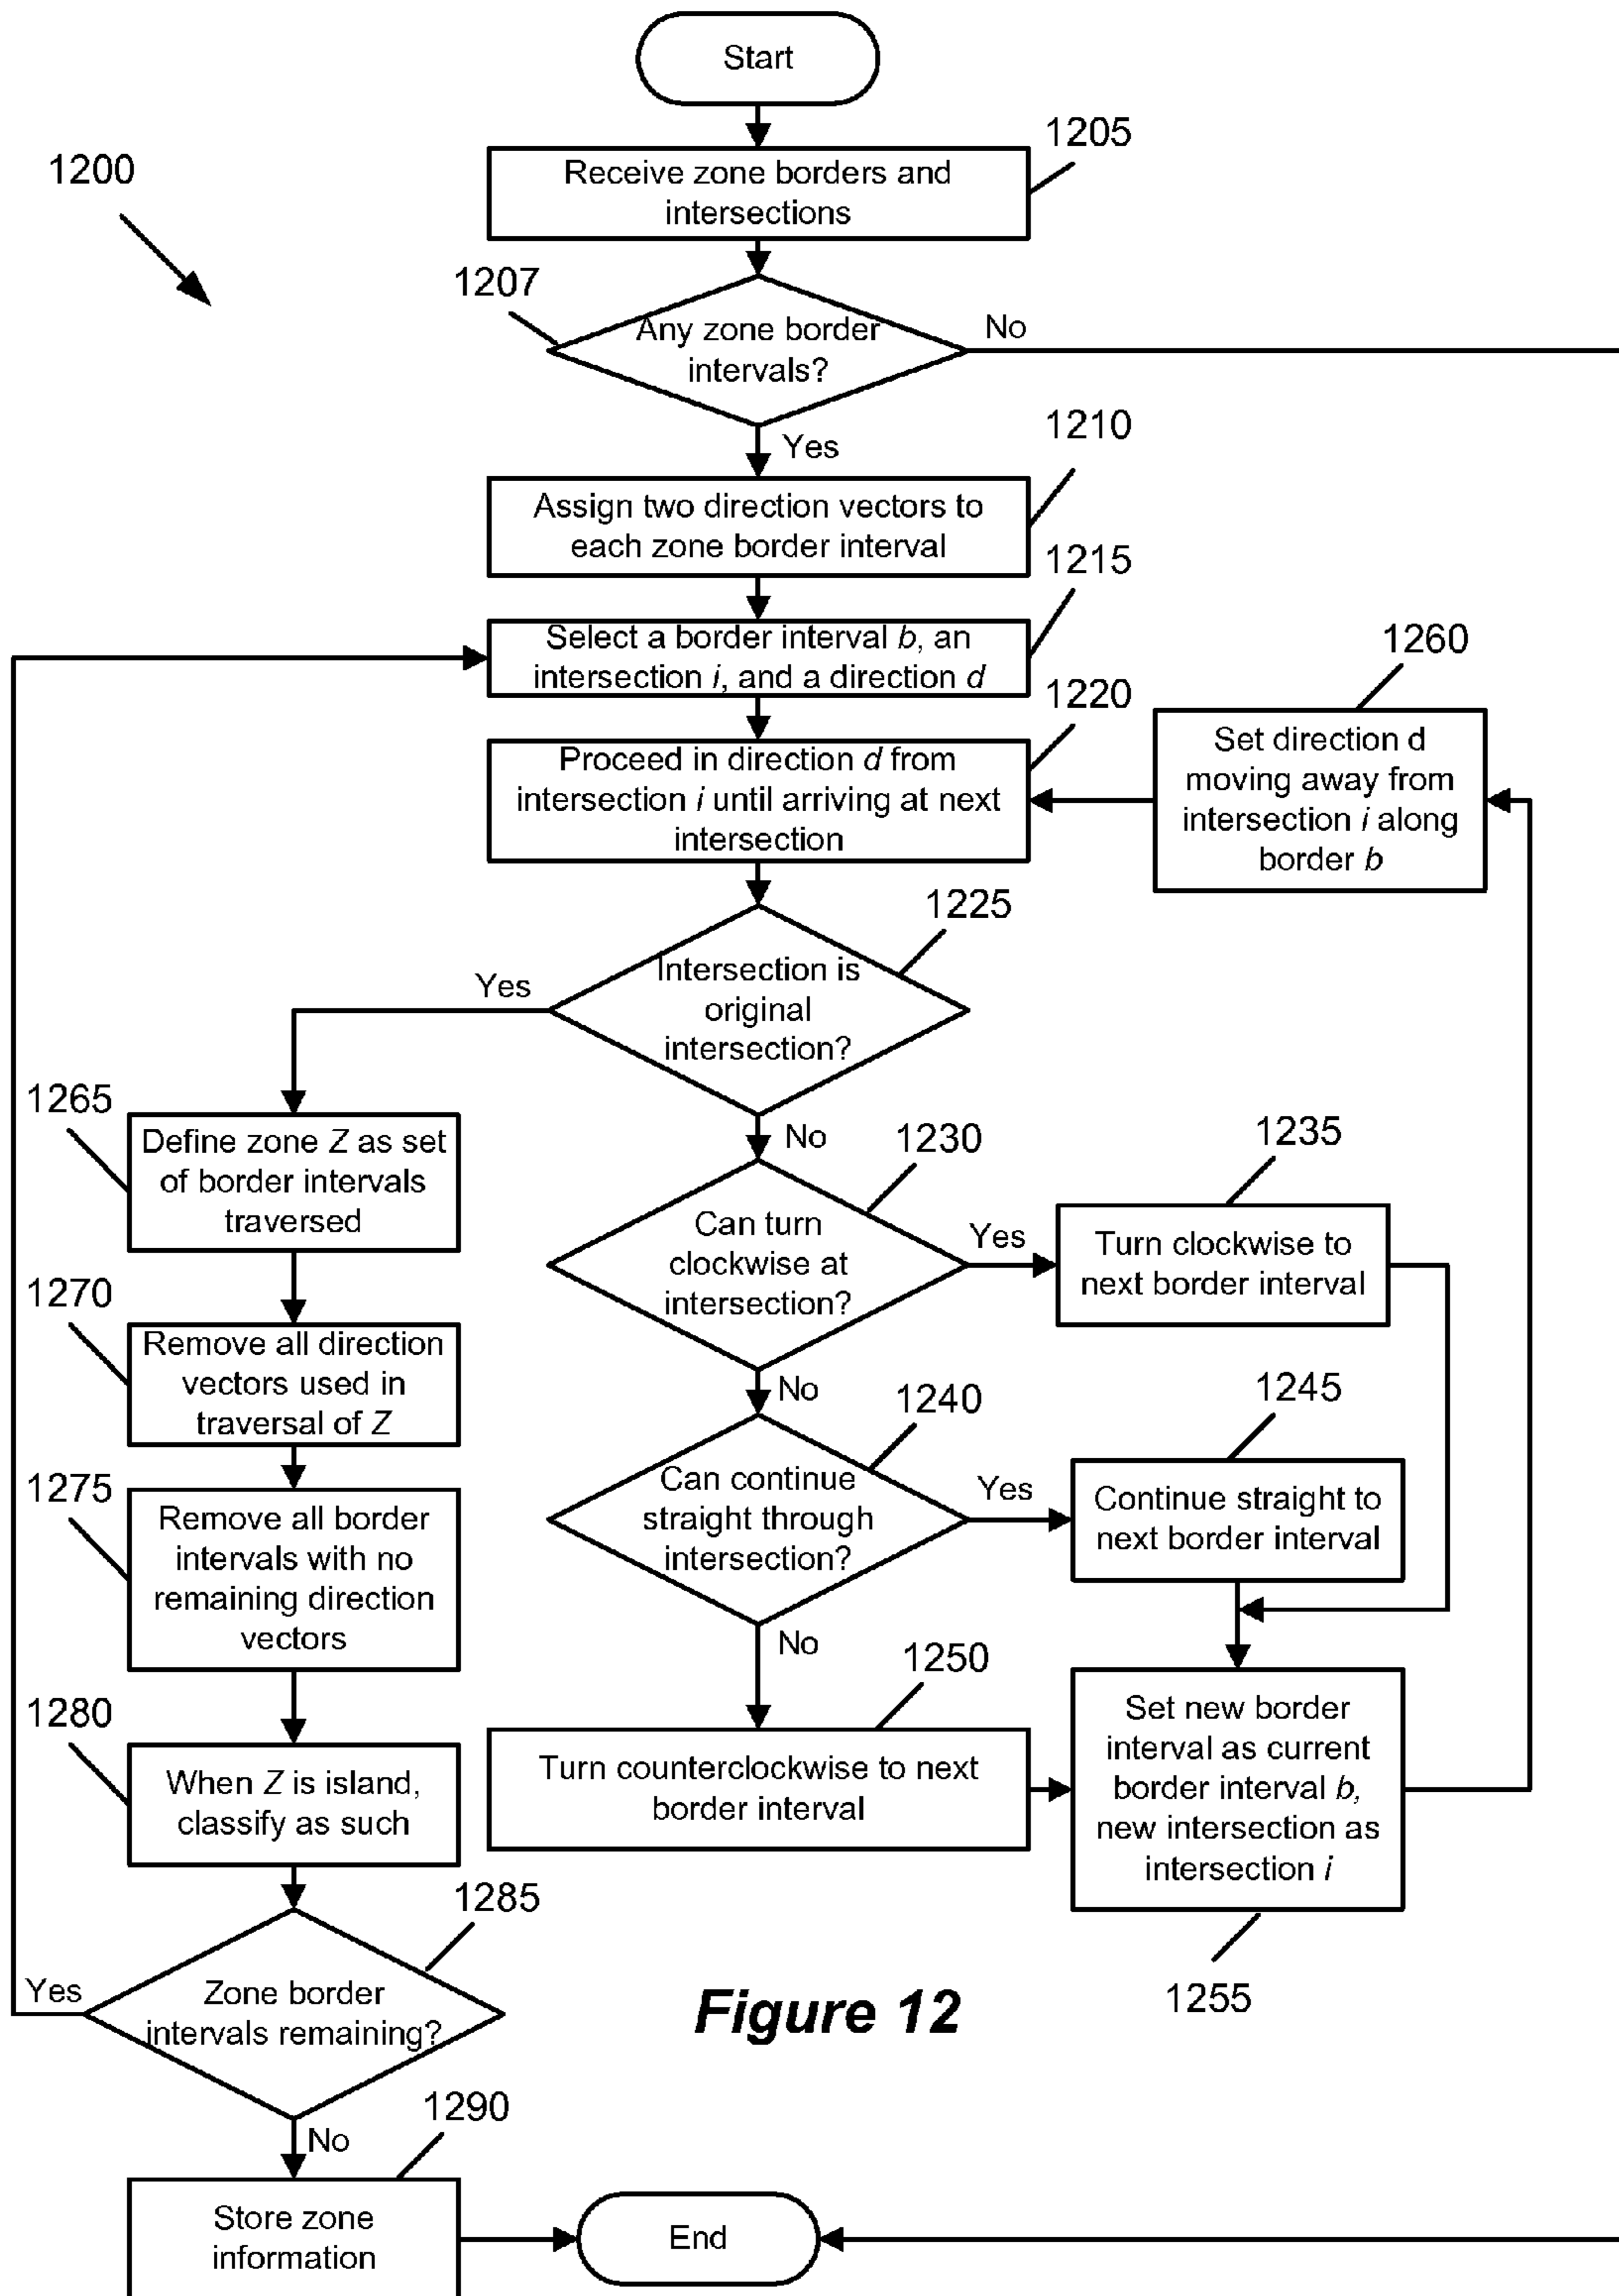 Start
1200
1205
Receive zone borders and
intersections
1207
Any zone border
intervals?
No
Yes
1210
Assign two direction vectors to
each zone border interval
1215
Select a border interval b, an
intersection i, and a direction d
1220
Proceed in direction d from
intersection i until arriving at next
intersection
1260
Set direction d
moving away from
intersection i along
border b
1225
Intersection is
original
intersection?
Yes
No
1265
Define zone Z as set
of border intervals
traversed
1230
Can turn
clockwise at
intersection?
Yes
1235
Turn clockwise to
next border interval
No
1270
Remove all direction
vectors used in
traversal of Z
1240
Can continue
straight through
intersection?
Yes
1245
Continue straight to
next border interval
No
1275
Remove all border
intervals with no
remaining direction
vectors
1250
Turn counterclockwise to next
border interval
Set new border
interval as current
border interval b,
new intersection as
intersection i
1255
1280
When Z is island,
classify as such
1285
Zone border
intervals remaining?
Yes
No
Figure 12
1290
Store zone
information
End